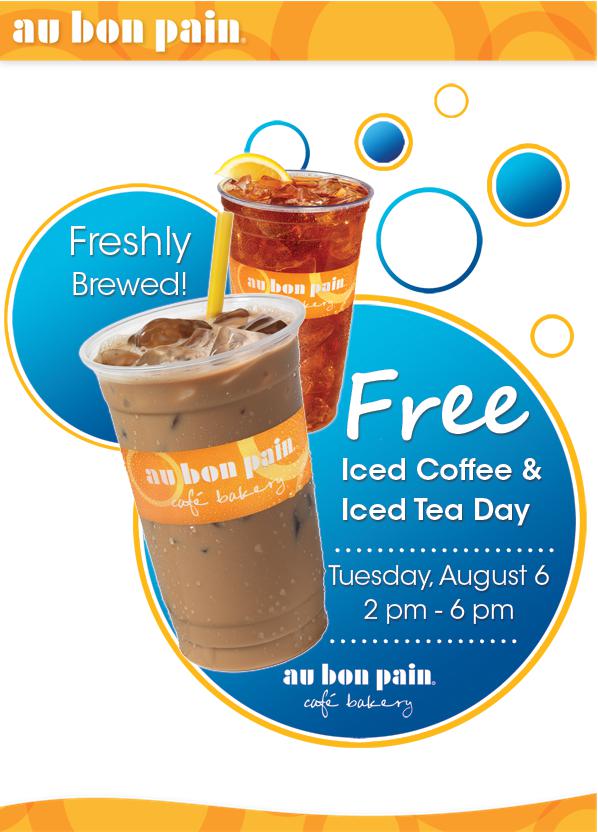 au bon pain.
Freshly
Brewed!
au bon pain.
bakery
au bon pain.
café bakery
Free
Iced Coffee &
Iced Tea Day
Tuesday, August 6
2 pm - 6 pm
au bon pain.
café bakery